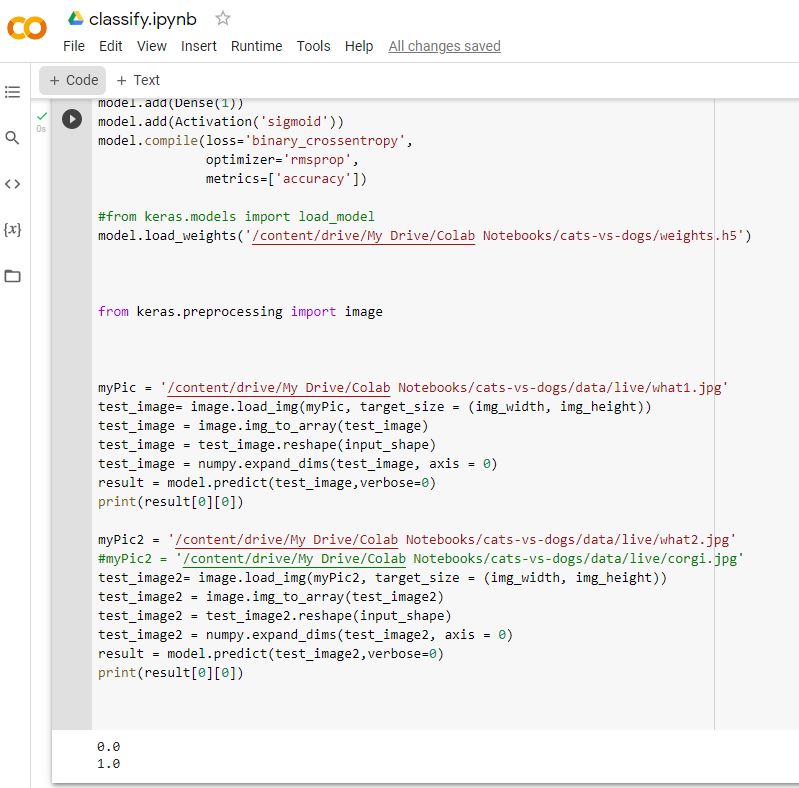 classify.ipynb
File Edit View Insert Runtime Tools Help All changes saved
+ Code + Text
0s
model.add(Dense(1))
model.add(Activation('sigmoid'))
model.compile(loss='binary_crossentropy',
optimizer='rmsprop',
metrics=['accuracy'])
#from keras.models import load_model
model.load_weights('/content/drive/My Drive/Colab Notebooks/cats-vs-dogs/weights.h5')
from keras.preprocessing import image
myPic = '/content/drive/My Drive/Colab Notebooks/cats-vs-dogs/data/live/what1.jpg'
test_image= image.load_img(myPic, target_size = (img_width, img_height))
test_image = image.img_to_array(test_image)
test_image = test_image.reshape(input_shape)
test_image = numpy.expand_dims(test_image, axis = 0)
result = model.predict(test_image,verbose=0)
print(result[0][0])
myPic2 = '/content/drive/My Drive/Colab Notebooks/cats-vs-dogs/data/live/what2.jpg'
#myPic2 = '/content/drive/My Drive/Colab Notebooks/cats-vs-dogs/data/live/corgi.jpg'
test_image2= image.load_img(myPic2, target_size = (img_width, img_height))
test_image2 = image.img_to_array(test_image2)
test_image2 = test_image2.reshape(input_shape)
test_image2 = numpy.expand_dims(test_image2, axis = 0)
result = model.predict(test_image2,verbose=0)
print(result[0][0])
0.0
1.0